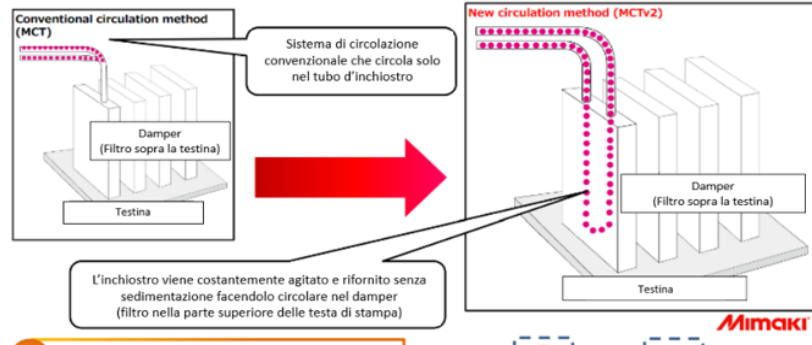 Conventional circulation method
(MCT)
Sistema di circolazione
convenzionale che circola solo
nel tubo d'inchiostro
Damper
(Filtro sopra la testina)
Testina
New circulation method (MCTv2)
Damper
(Filtro sopra la testina)
Testina
L'inchiostro viene costantemente agitato e rifornito senza
sedimentazione facendolo circolare nel damper
(filtro nella parte superiore delle testa di stampa)
Mimaki